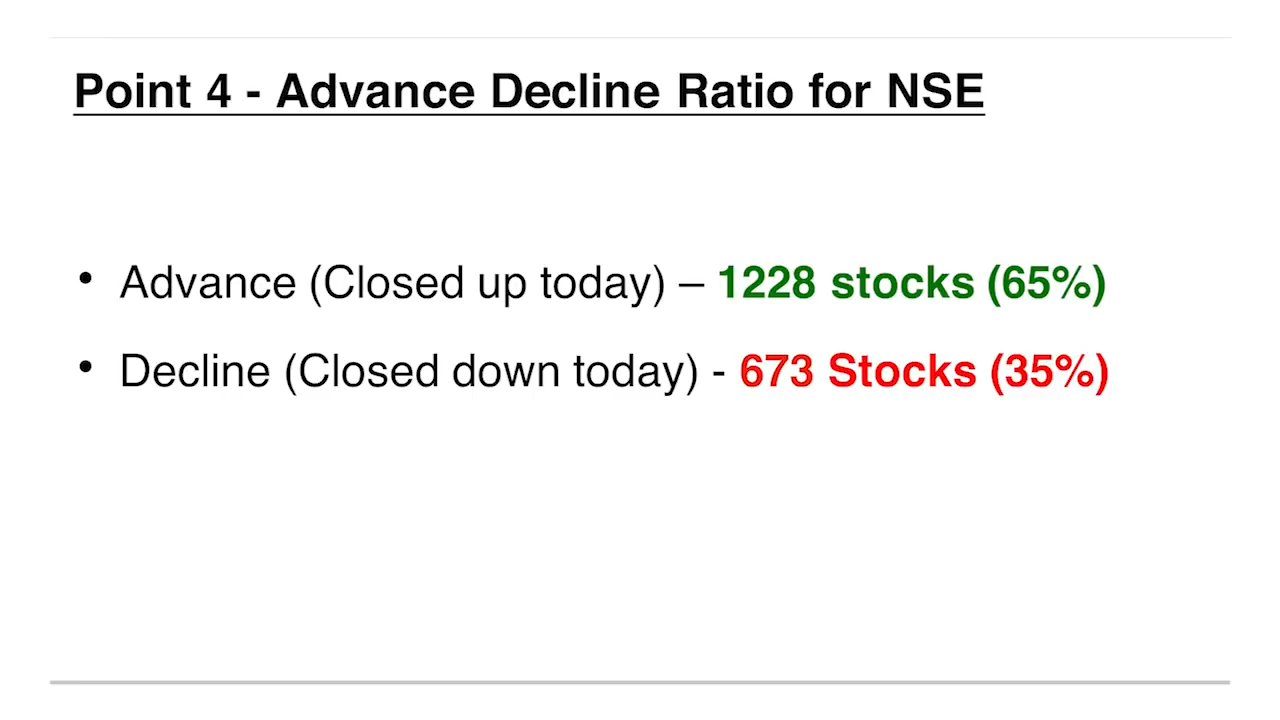 Point 4 - Advance Decline Ratio for NSE
• Advance (Closed up today) – 1228 stocks (65%)
• Decline (Closed down today) - 673 Stocks (35%)